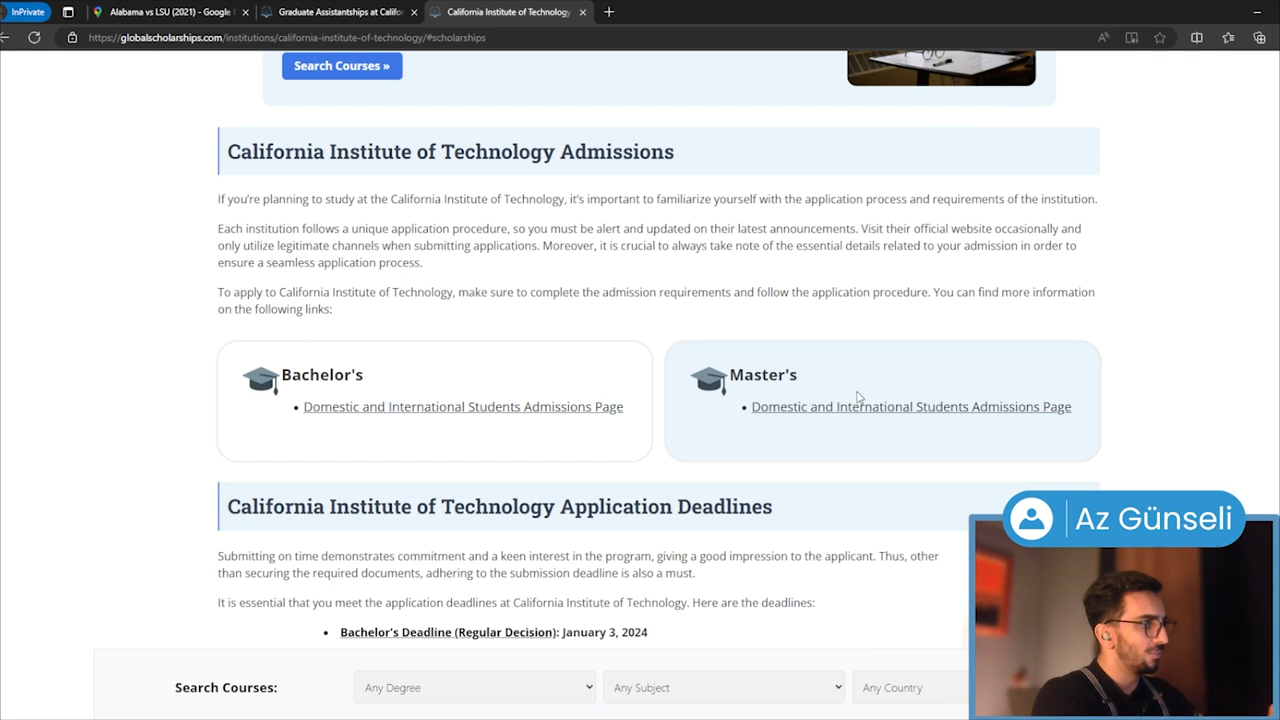 InPrivate
Alabama vs LSU (2021) - Google
Graduate Assistantships at Califor
California Institute of Technology
https://globalscholarships.com/institutions/california-institute-of-technology/#scholarships
Search Courses »
California Institute of Technology Admissions
If you're planning to study at the California Institute of Technology, it's important to familiarize yourself with the application process and requirements of the institution.
Each institution follows a unique application procedure, so you must be alert and updated on their latest announcements. Visit their official website occasionally and
only utilize legitimate channels when submitting applications. Moreover, it is crucial to always take note of the essential details related to your admission in order to
ensure a seamless application process.
To apply to California Institute of Technology, make sure to complete the admission requirements and follow the application procedure. You can find more information
on the following links:
Bachelor's
• Domestic and International Students Admissions Page
Master's
• Domestic and International Students Admissions Page
California Institute of Technology Application Deadlines
Submitting on time demonstrates commitment and a keen interest in the program, giving a good impression to the applicant. Thus, other
than securing the required documents, adhering to the submission deadline is also a must.
It is essential that you meet the application deadlines at California Institute of Technology. Here are the deadlines:
• Bachelor's Deadline (Regular Decision): January 3, 2024
Search Courses:
Any Degree
Any Subject
Any Country
Az Günseli